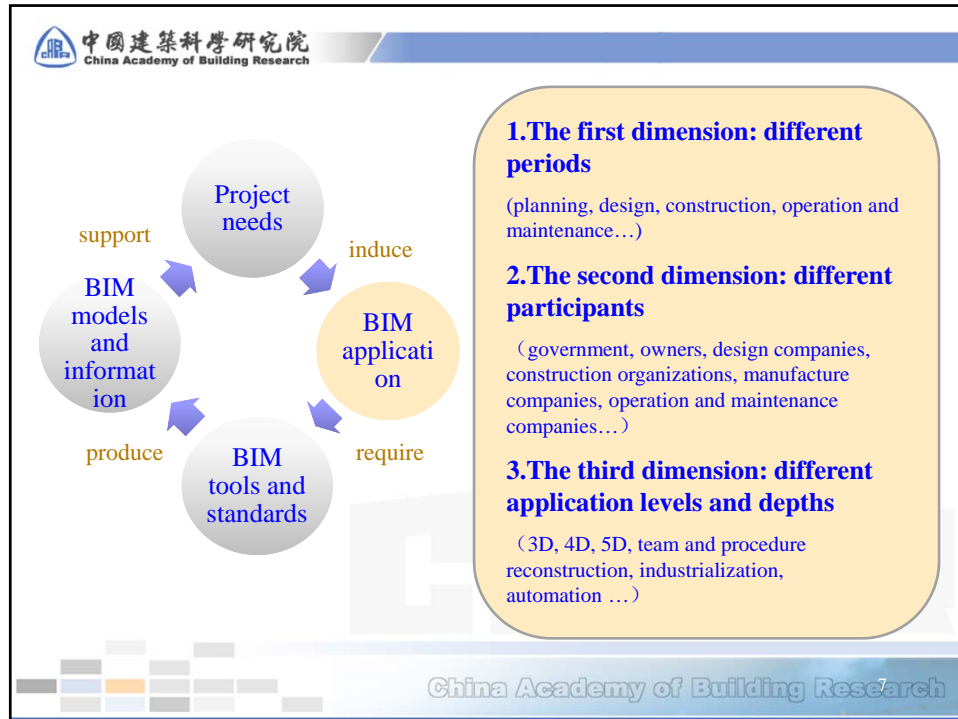 中國建築科學研究院
China Academy of Building Research
Project
needs
support
induce
BIM
models
and
informat
ion
BIM
applicati
on
produce
require
BIM
tools and
standards
1.The first dimension: different
periods
(planning, design, construction, operation and
maintenance…)
2.The second dimension: different
participants
（government, owners, design companies,
construction organizations, manufacture
companies, operation and maintenance
companies…）
3.The third dimension: different
application levels and depths
（3D, 4D, 5D, team and procedure
reconstruction, industrialization,
automation …）
China Academy of Building Research
7